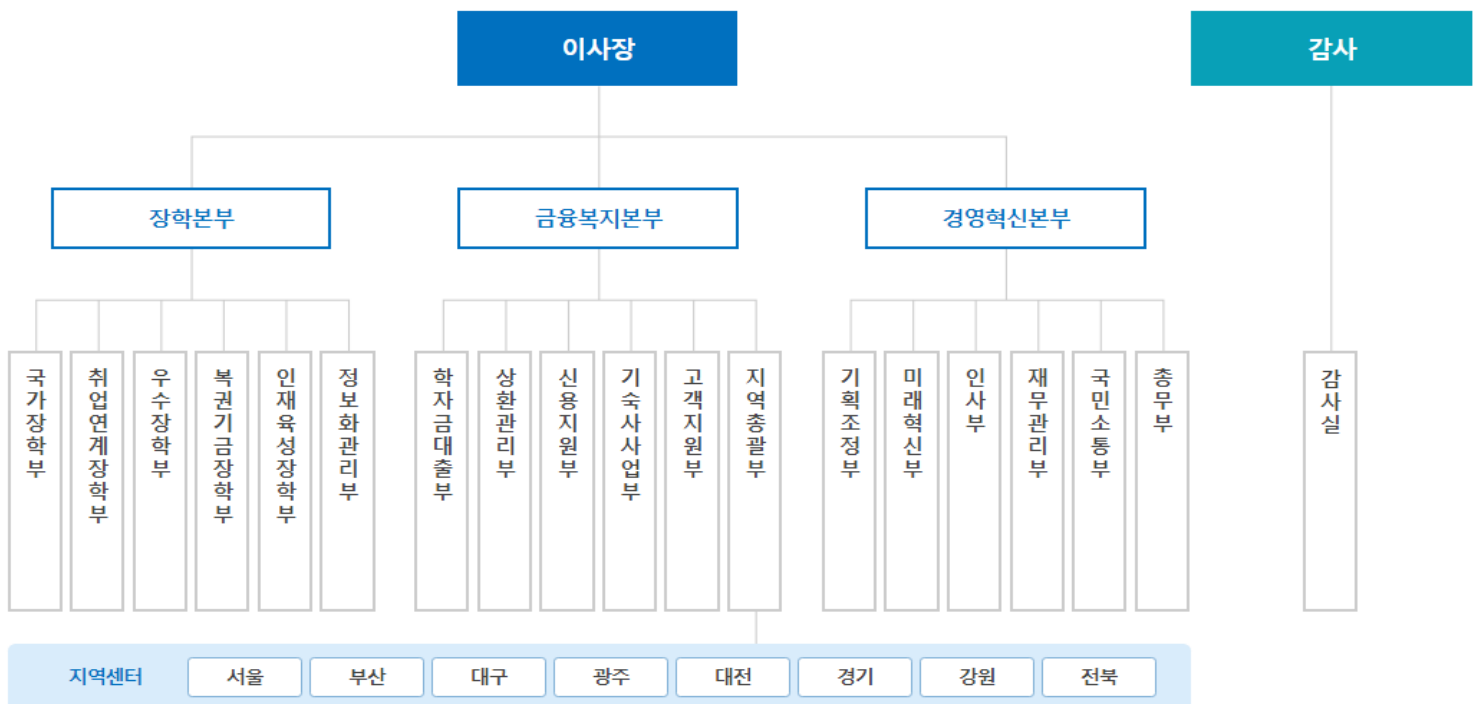 이사장
감사
장학본부
금융복지본부
경영혁신본부
국가장학부
취업연계장학부
우수장학부
복권기금장학부
인재육성장학부
정보화관리부
학자금대출부
상환관리부
신용지원부
기숙사사업부
고객지원부
지역총괄부
기획조정부
미래혁신부
인사부
재무관리부
국민소통부
총무부
감사실
지역센터
서울
부산
대구
광주
대전
경기
강원
전북